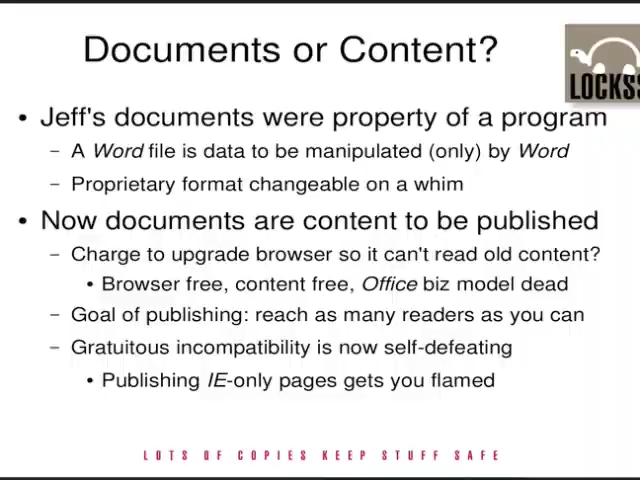 Documents or Content?
LOCKSS
• Jeff's documents were property of a program
– A Word file is data to be manipulated (only) by Word
– Proprietary format changeable on a whim
• Now documents are content to be published
– Charge to upgrade browser so it can't read old content?
• Browser free, content free, Office biz model dead
– Goal of publishing: reach as many readers as you can
– Gratuitous incompatibility is now self-defeating
• Publishing IE-only pages gets you flamed
LOTS OF COPIES KEEP STUFF SAFE